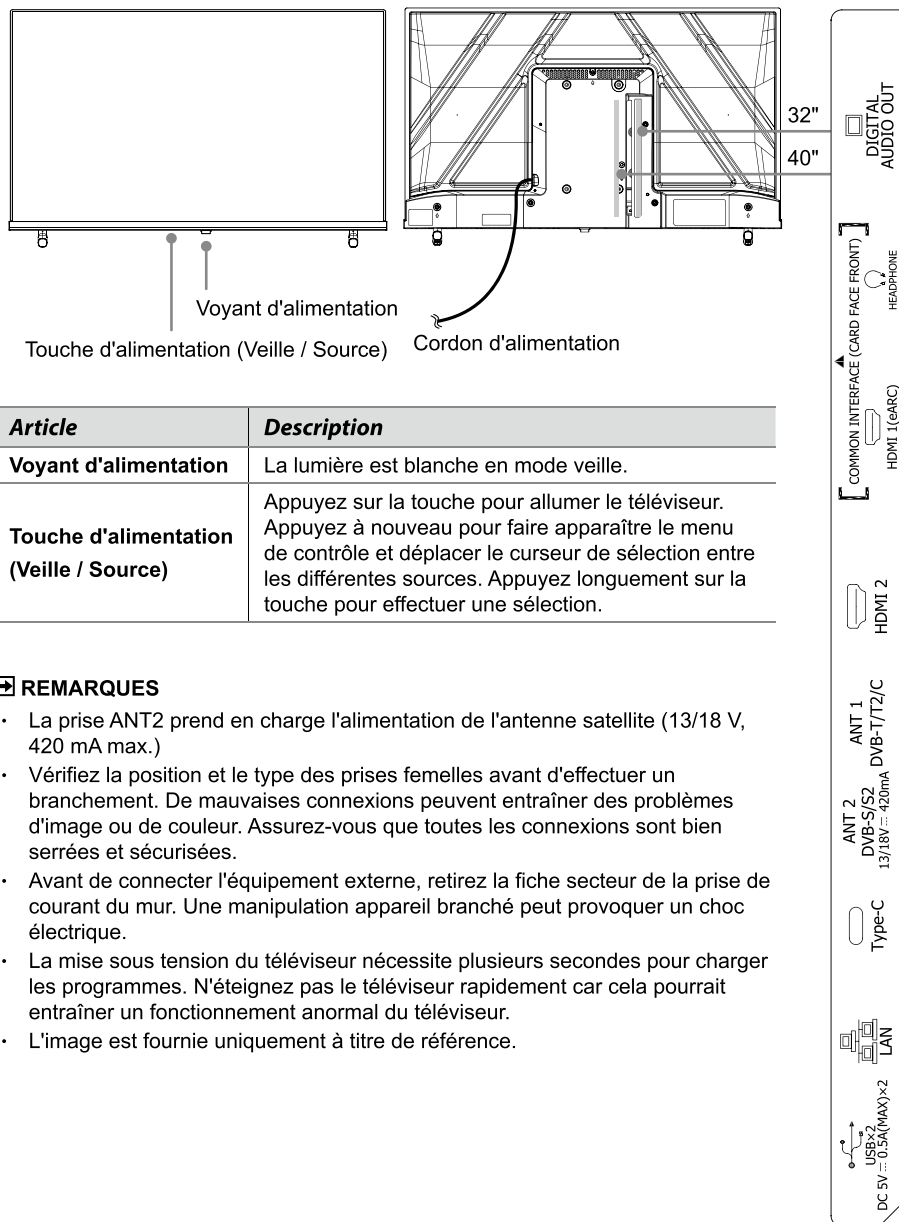 32"
40"
Voyant d'alimentation
Touche d'alimentation (Veille / Source)
Cordon d'alimentation
Article Description
Voyant d'alimentation La lumière est blanche en mode veille.
Touche d'alimentation
(Veille / Source)
Appuyez sur la touche pour allumer le téléviseur.
Appuyez à nouveau pour faire apparaître le menu
de contrôle et déplacer le curseur de sélection entre
les différentes sources. Appuyez longuement sur la
touche pour effectuer une sélection.
REMARQUES
· La prise ANT2 prend en charge l'alimentation de l'antenne satellite (13/18 V,
420 mA max.)
· Vérifiez la position et le type des prises femelles avant d'effectuer un
branchement. De mauvaises connexions peuvent entraîner des problèmes
d'image ou de couleur. Assurez-vous que toutes les connexions sont bien
serrées et sécurisées.
· Avant de connecter l'équipement externe, retirez la fiche secteur de la prise de
courant du mur. Une manipulation appareil branché peut provoquer un choc
électrique.
· La mise sous tension du téléviseur nécessite plusieurs secondes pour charger
les programmes. N'éteignez pas le téléviseur rapidement car cela pourrait
entraîner un fonctionnement anormal du téléviseur.
· L'image est fournie uniquement à titre de référence.
DIGITAL
AUDIO OUT
COMMON INTERFACE (CARD FACE FRONT)
HEADPHONE
HDMI 1(eARC)
HDMI 2
ANT 1
DVB-T/T2/C
ANT 2
DVB-S/S2
13/18V⎓ 420mA
Type-C
LAN
USB×2
DC 5V ⎓ 0.5A(MAX)×2